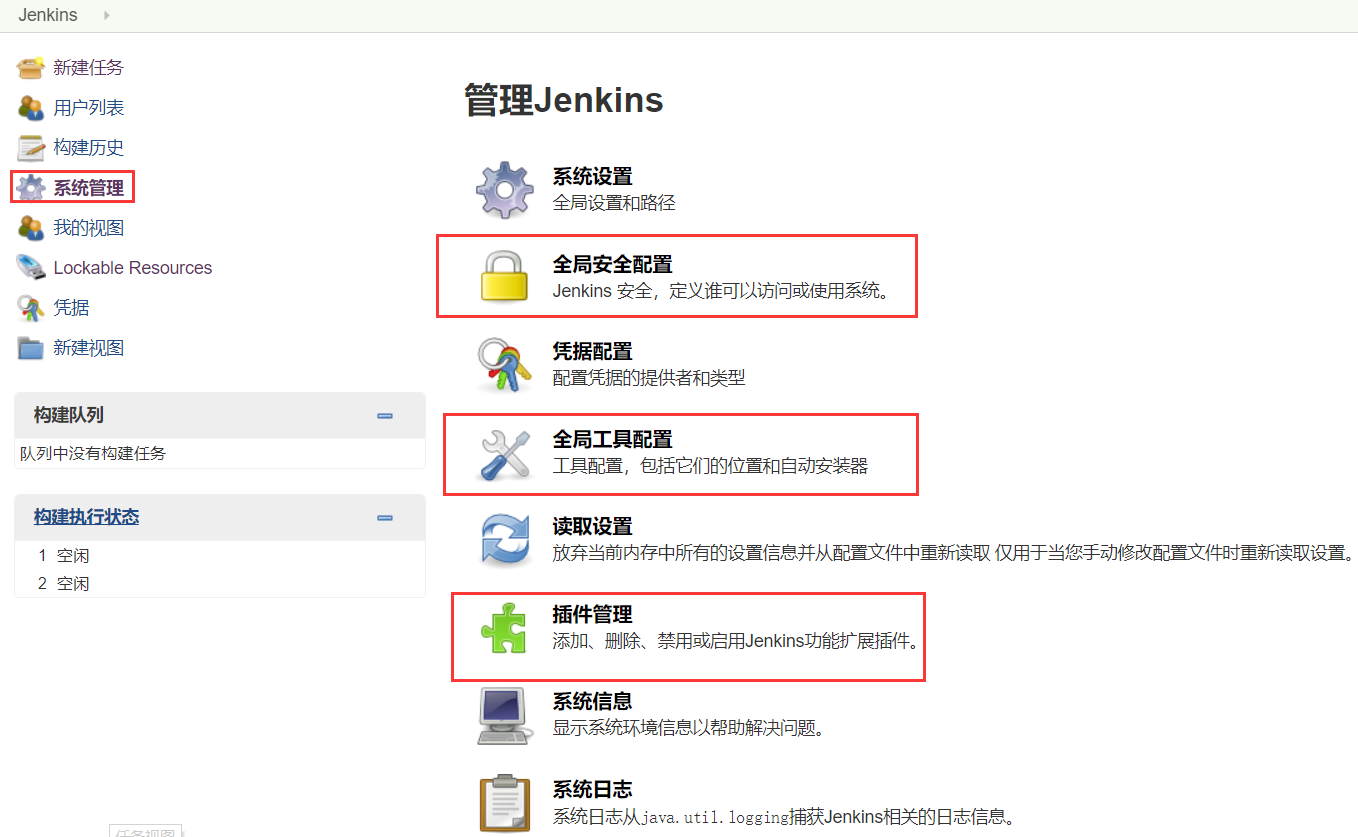 Jenkins
新建任务
用户列表
构建历史
系统管理
我的视图
Lockable Resources
凭据
新建视图
构建队列
队列中没有构建任务
构建执行状态
1 空闲
2 空闲
任务视图
管理Jenkins
系统设置
全局设置和路径
全局安全配置
Jenkins 安全，定义谁可以访问或使用系统。
凭据配置
配置凭据的提供者和类型
全局工具配置
工具配置，包括它们的位置和自动安装器
读取设置
放弃当前内存中所有的设置信息并从配置文件中重新读取 仅用于当您手动修改配置文件时重新读取设置。
插件管理
添加、删除、禁用或启用Jenkins功能扩展插件。
系统信息
显示系统环境信息以帮助解决问题。
系统日志
系统日志从java.util.logging捕获Jenkins相关的日志信息。